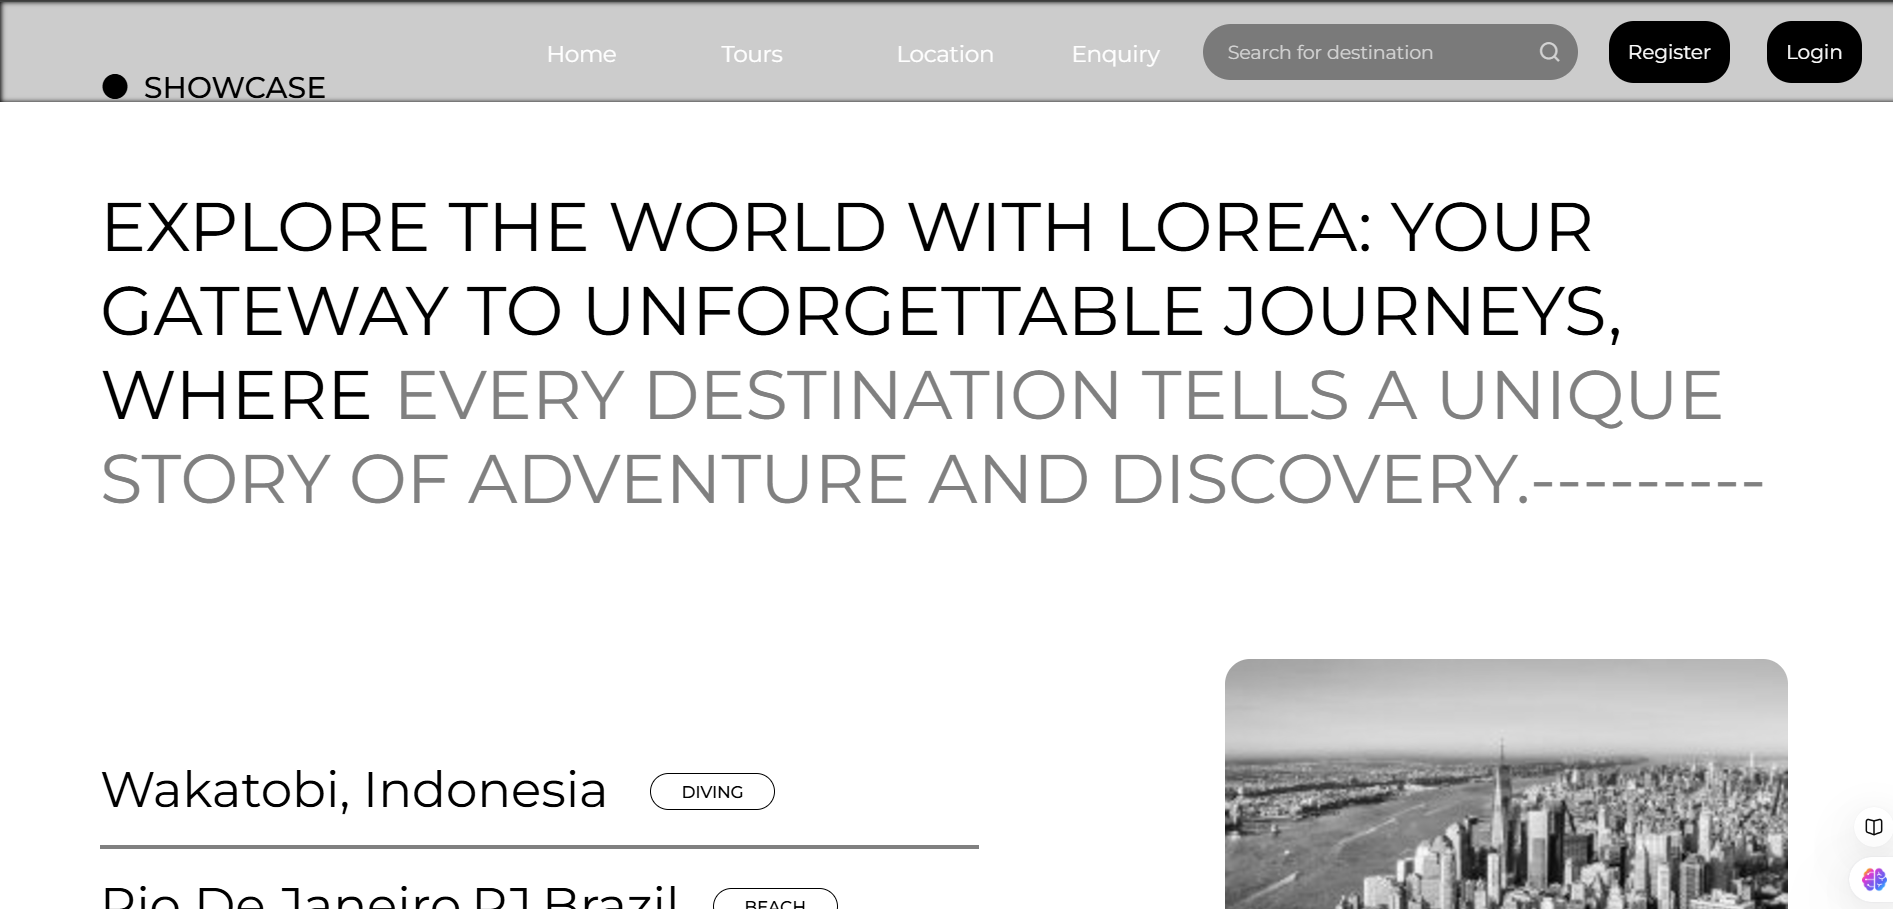 Home Tours Location Enquiry Search for destination Register Login
SHOWCASE
EXPLORE THE WORLD WITH LOREA: YOUR
GATEWAY TO UNFORGETTABLE JOURNEYS,
WHERE EVERY DESTINATION TELLS A UNIQUE
STORY OF ADVENTURE AND DISCOVERY.---------
Wakatobi, Indonesia DIVING
Rio De Janeiro,RJ,Brazil BEACH